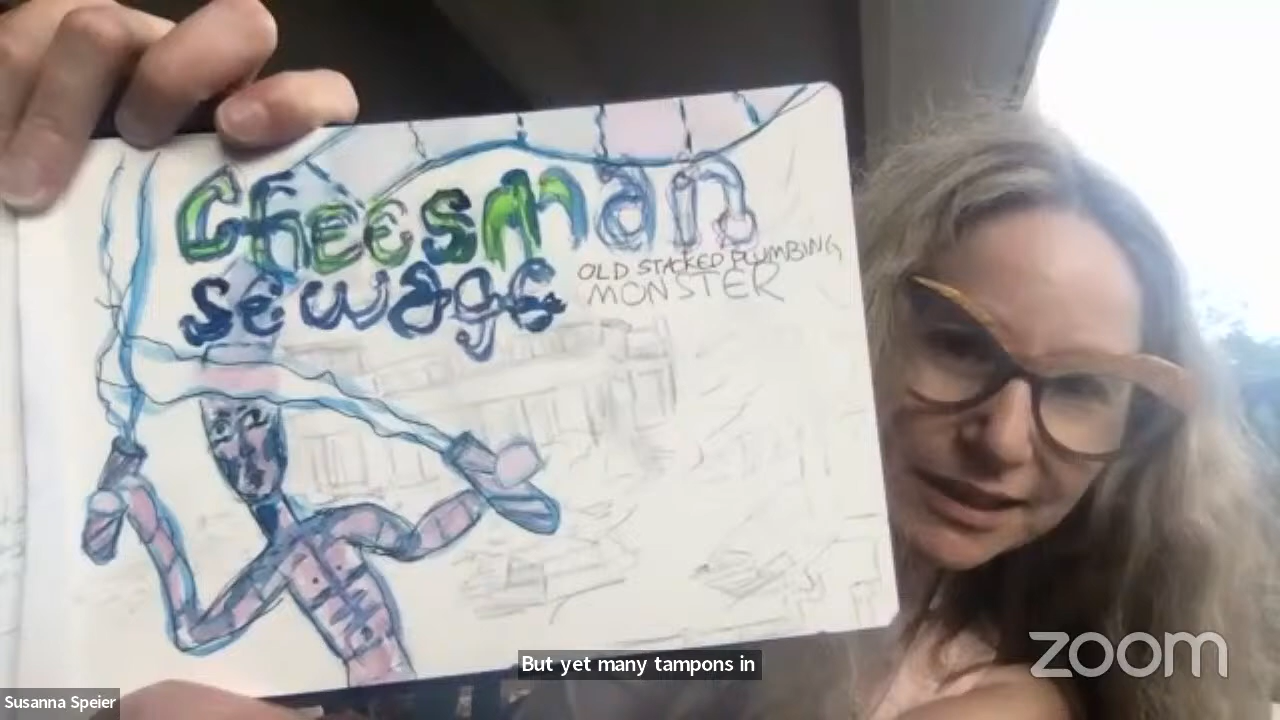 Cheesman
sewage
OLD STACKED PLUMBING
MONSTER
But yet many tampons in
zoom
Susanna Speier